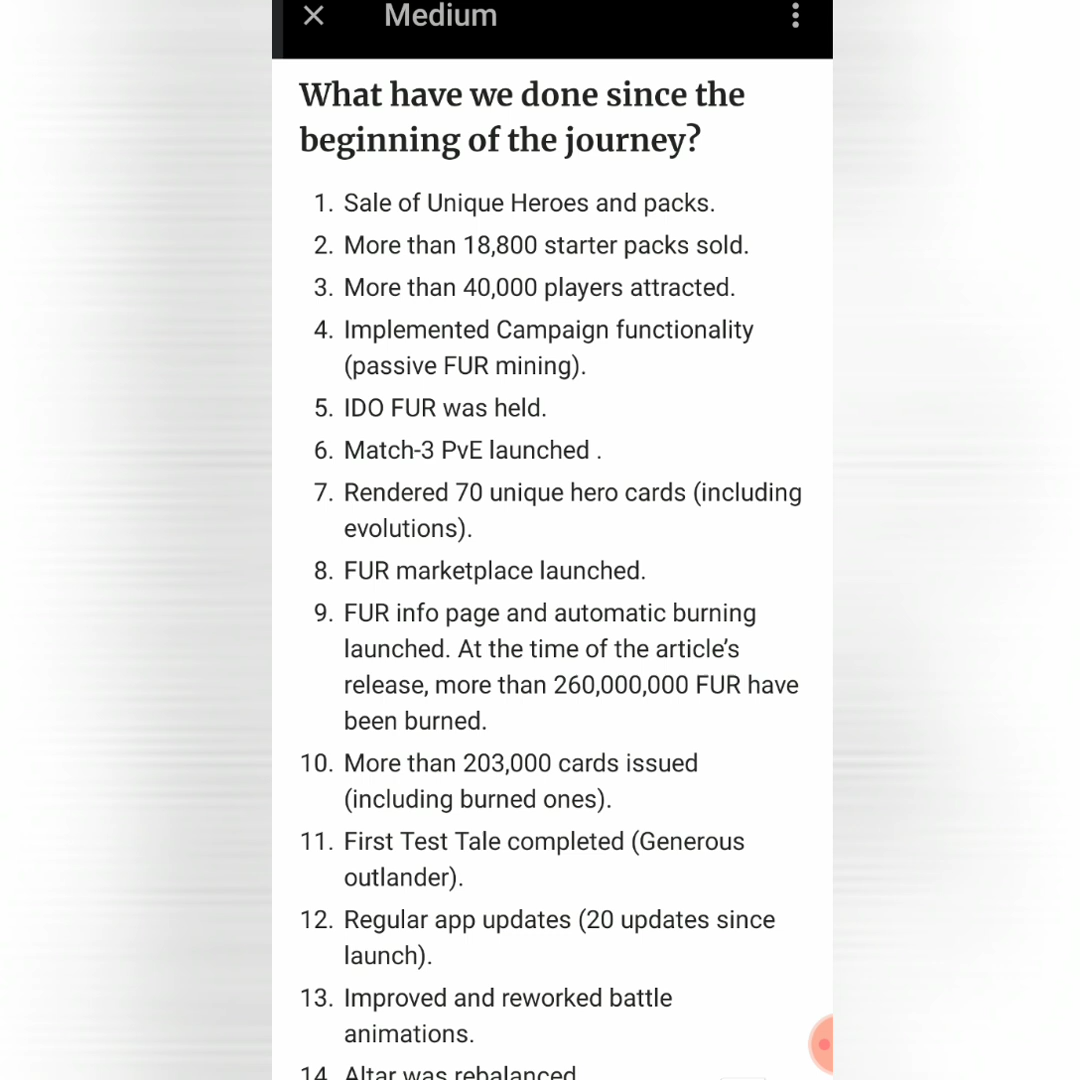 Medium
What have we done since the
beginning of the journey?
1. Sale of Unique Heroes and packs.
2. More than 18,800 starter packs sold.
3. More than 40,000 players attracted.
4. Implemented Campaign functionality
(passive FUR mining).
5. IDO FUR was held.
6. Match-3 PvE launched .
7. Rendered 70 unique hero cards (including
evolutions).
8. FUR marketplace launched.
9. FUR info page and automatic burning
launched. At the time of the article’s
release, more than 260,000,000 FUR have
been burned.
10. More than 203,000 cards issued
(including burned ones).
11. First Test Tale completed (Generous
outlander).
12. Regular app updates (20 updates since
launch).
13. Improved and reworked battle
animations.
14. Altar was rebalanced